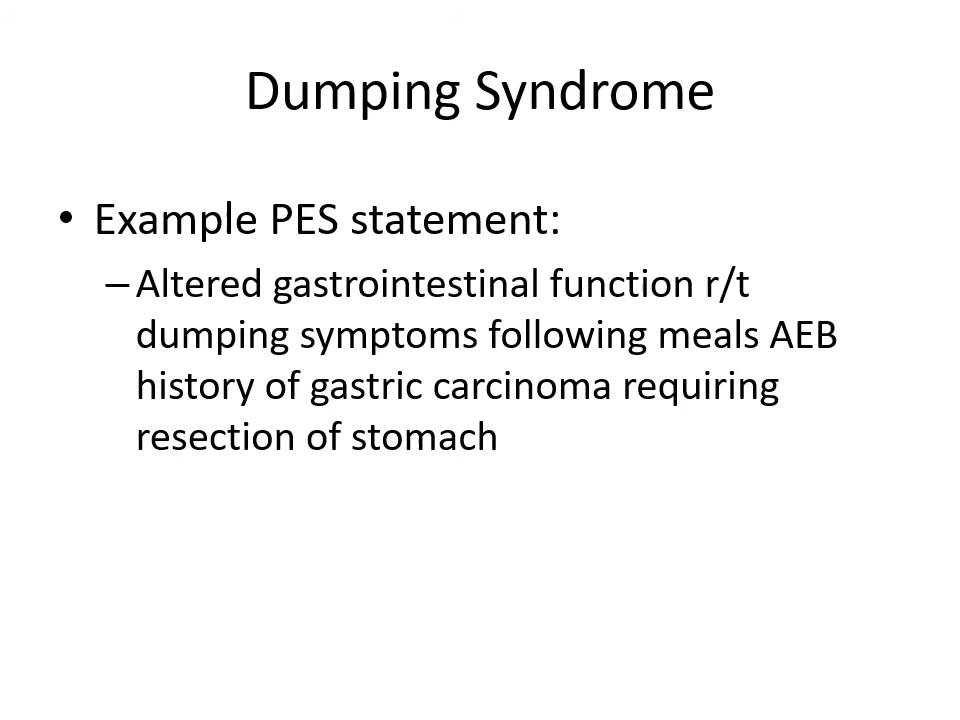 Dumping Syndrome
• Example PES statement:
– Altered gastrointestinal function r/t
dumping symptoms following meals AEB
history of gastric carcinoma requiring
resection of stomach